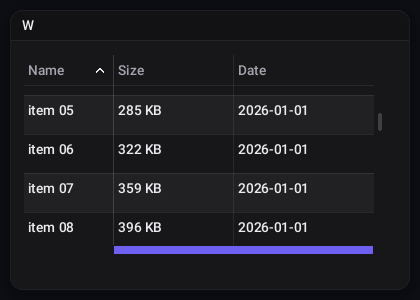 W
Name Size Date
item 05 285 KB 2026-01-01
item 06 322 KB 2026-01-01
item 07 359 KB 2026-01-01
item 08 396 KB 2026-01-01